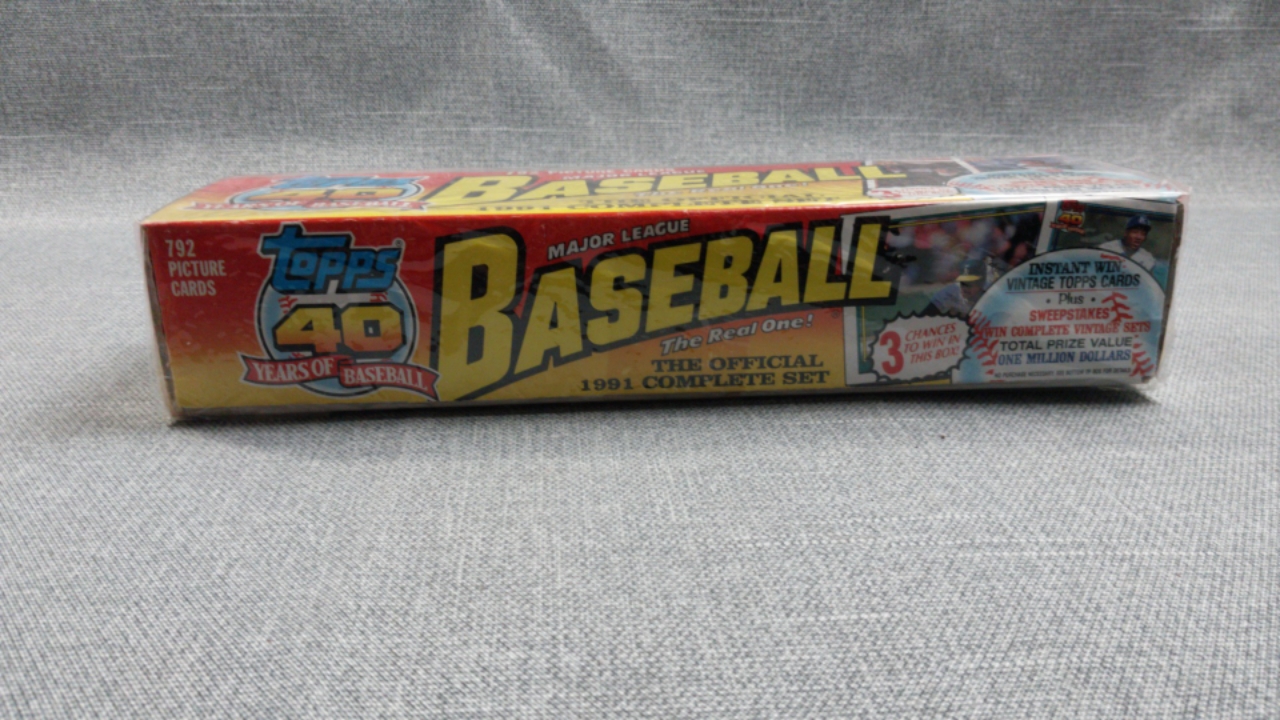 BASEBALL
792
PICTURE
CARDS
TOPPS
40
YEARS OF BASEBALL
MAJOR LEAGUE
BASEBALL
The Real One!
THE OFFICIAL
1991 COMPLETE SET
3 CHANCES
TO WIN IN
THIS BOX!
40
INSTANT WIN
VINTAGE TOPPS CARDS
• Plus •
SWEEPSTAKES
WIN COMPLETE VINTAGE SETS
TOTAL PRIZE VALUE
ONE MILLION DOLLARS